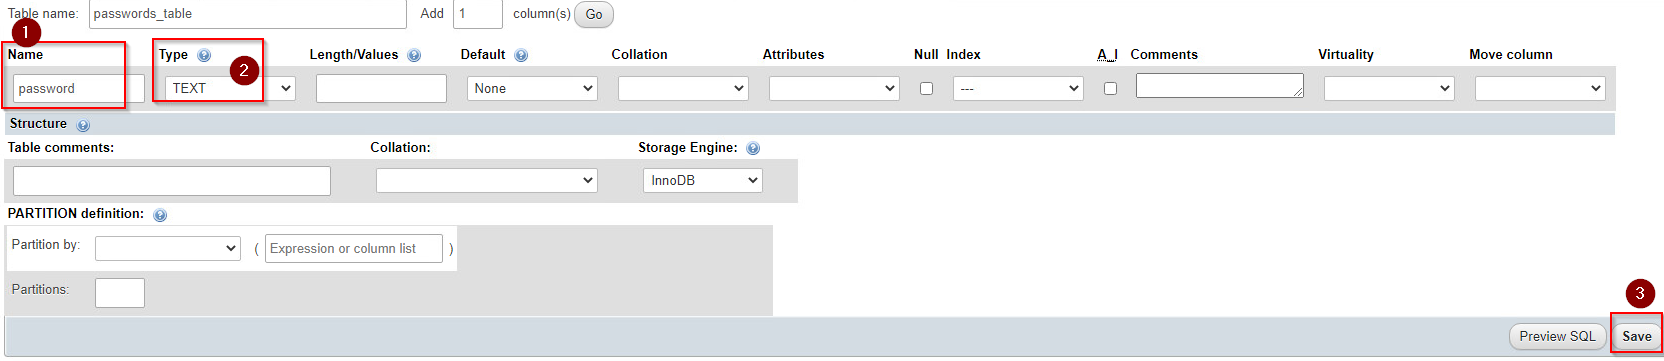 Table name: passwords_table Add 1 column(s) Go
1
Name Type Length/Values Default Collation Attributes Null Index A_I Comments Virtuality Move column
2
password TEXT None ---
Structure
Table comments: Collation: Storage Engine:
InnoDB
PARTITION definition:
Partition by: ( Expression or column list )
Partitions:
3
Preview SQL Save